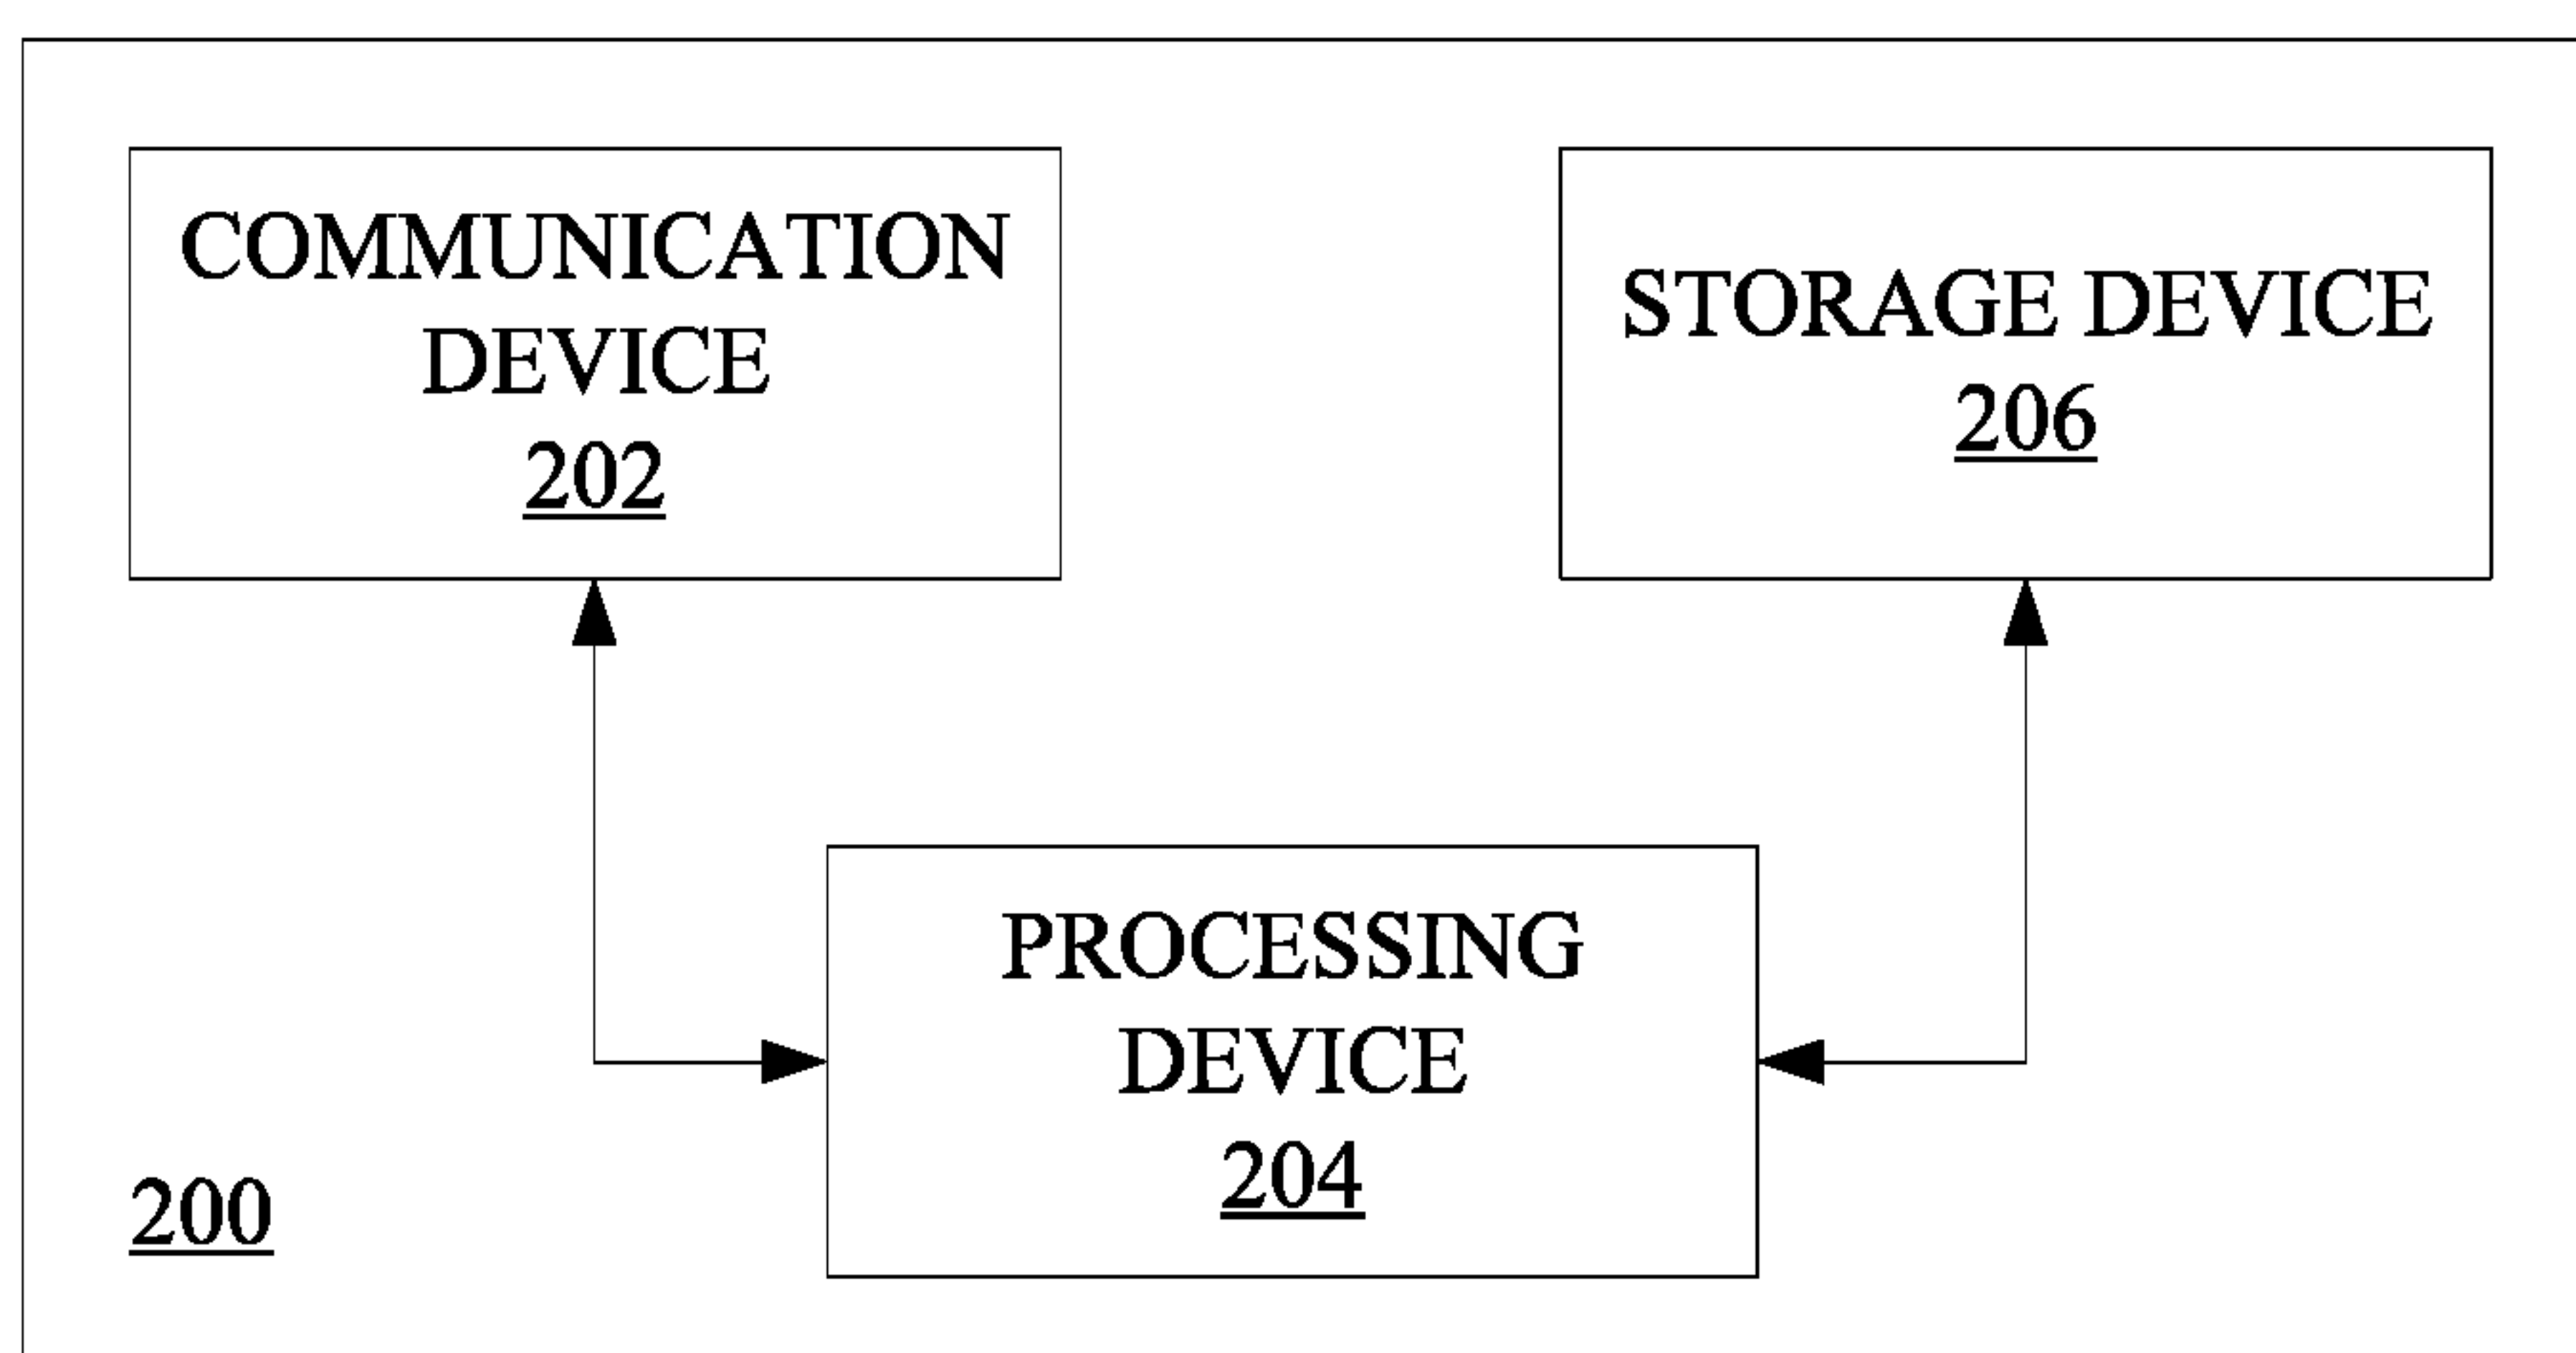 COMMUNICATION
DEVICE
202
STORAGE DEVICE
206
PROCESSING
DEVICE
204
200